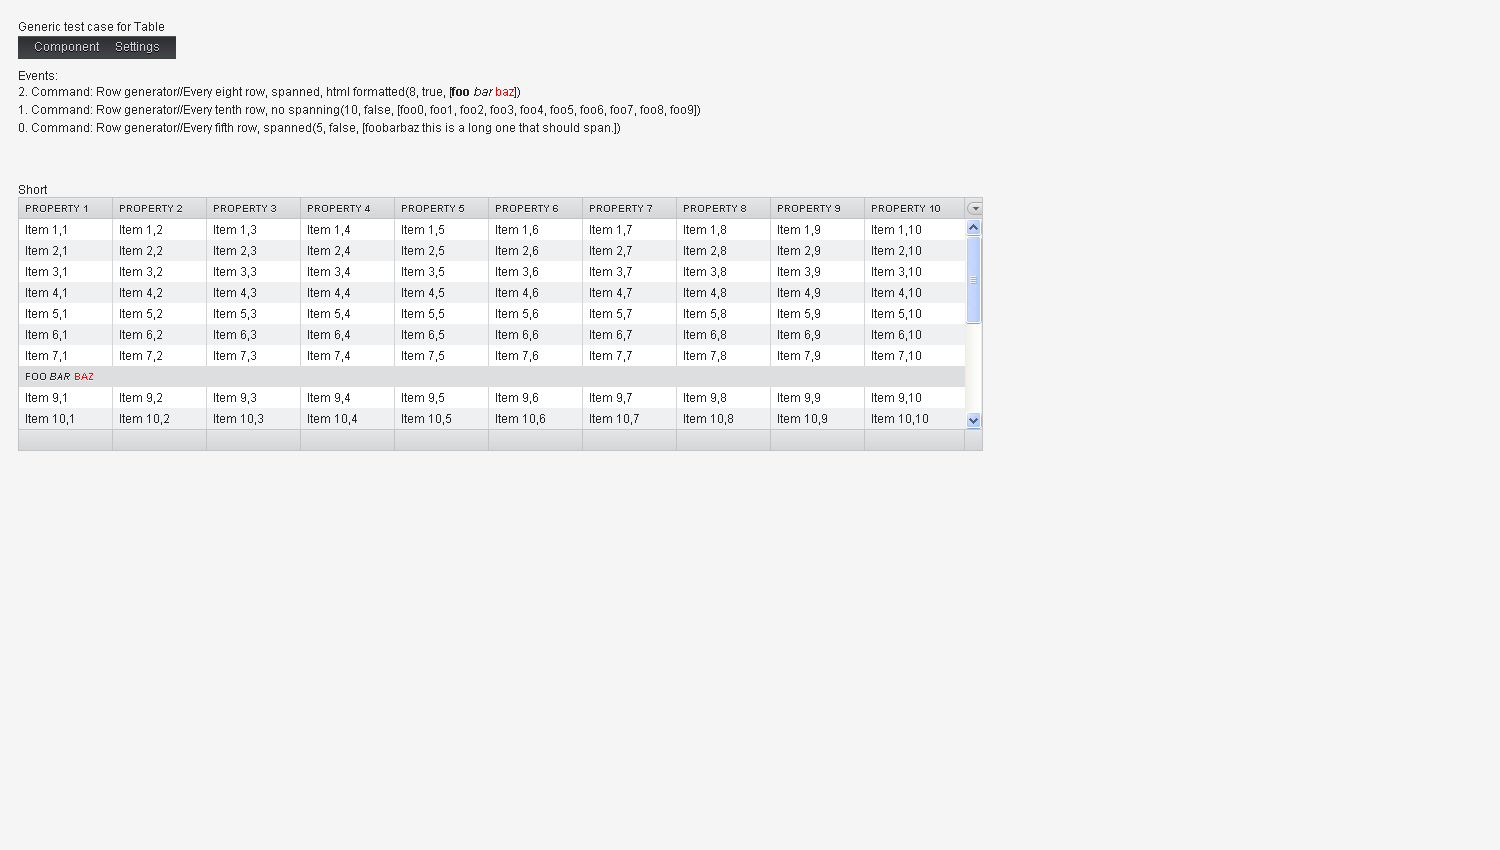 Generic test case for Table
Component Settings
Events:
2. Command: Row generator//Every eight row, spanned, html formatted(8, true, [foo bar baz])
1. Command: Row generator//Every tenth row, no spanning(10, false, [foo0, foo1, foo2, foo3, foo4, foo5, foo6, foo7, foo8, foo9])
0. Command: Row generator//Every fifth row, spanned(5, false, [foobarbaz this is a long one that should span.])
Short
PROPERTY 1 PROPERTY 2 PROPERTY 3 PROPERTY 4 PROPERTY 5 PROPERTY 6 PROPERTY 7 PROPERTY 8 PROPERTY 9 PROPERTY 10
Item 1,1 Item 1,2 Item 1,3 Item 1,4 Item 1,5 Item 1,6 Item 1,7 Item 1,8 Item 1,9 Item 1,10
Item 2,1 Item 2,2 Item 2,3 Item 2,4 Item 2,5 Item 2,6 Item 2,7 Item 2,8 Item 2,9 Item 2,10
Item 3,1 Item 3,2 Item 3,3 Item 3,4 Item 3,5 Item 3,6 Item 3,7 Item 3,8 Item 3,9 Item 3,10
Item 4,1 Item 4,2 Item 4,3 Item 4,4 Item 4,5 Item 4,6 Item 4,7 Item 4,8 Item 4,9 Item 4,10
Item 5,1 Item 5,2 Item 5,3 Item 5,4 Item 5,5 Item 5,6 Item 5,7 Item 5,8 Item 5,9 Item 5,10
Item 6,1 Item 6,2 Item 6,3 Item 6,4 Item 6,5 Item 6,6 Item 6,7 Item 6,8 Item 6,9 Item 6,10
Item 7,1 Item 7,2 Item 7,3 Item 7,4 Item 7,5 Item 7,6 Item 7,7 Item 7,8 Item 7,9 Item 7,10
FOO BAR BAZ
Item 9,1 Item 9,2 Item 9,3 Item 9,4 Item 9,5 Item 9,6 Item 9,7 Item 9,8 Item 9,9 Item 9,10
Item 10,1 Item 10,2 Item 10,3 Item 10,4 Item 10,5 Item 10,6 Item 10,7 Item 10,8 Item 10,9 Item 10,10